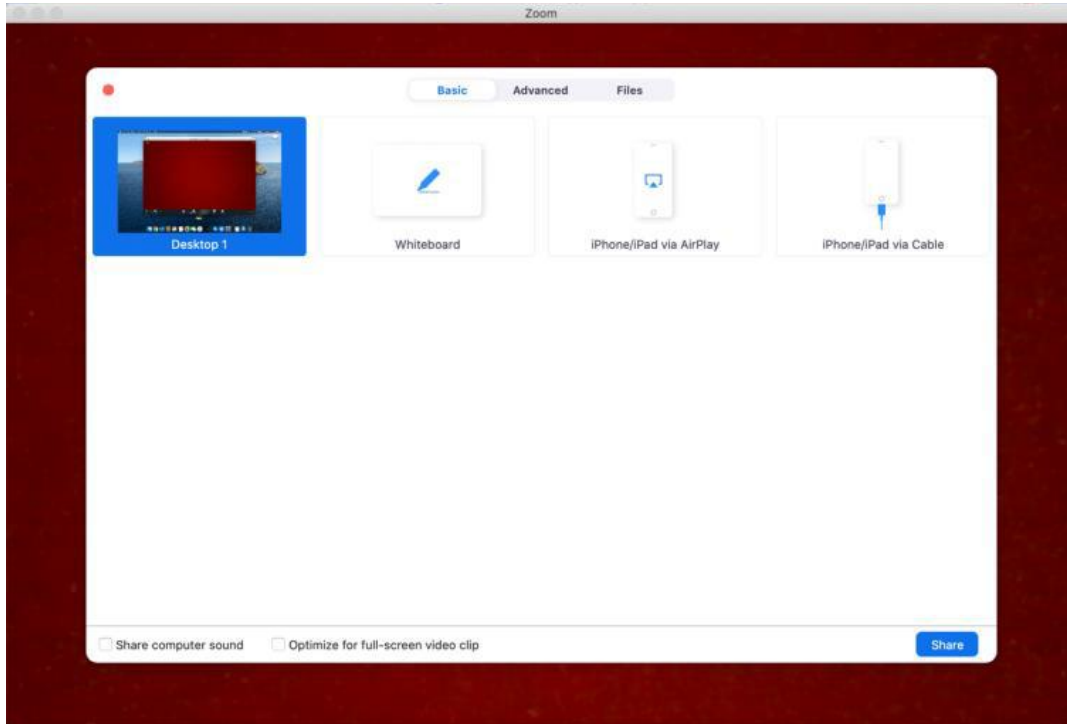 Zoom
Basic Advanced Files
Desktop 1 Whiteboard iPhone/iPad via AirPlay iPhone/iPad via Cable
Share computer sound Optimize for full-screen video clip Share